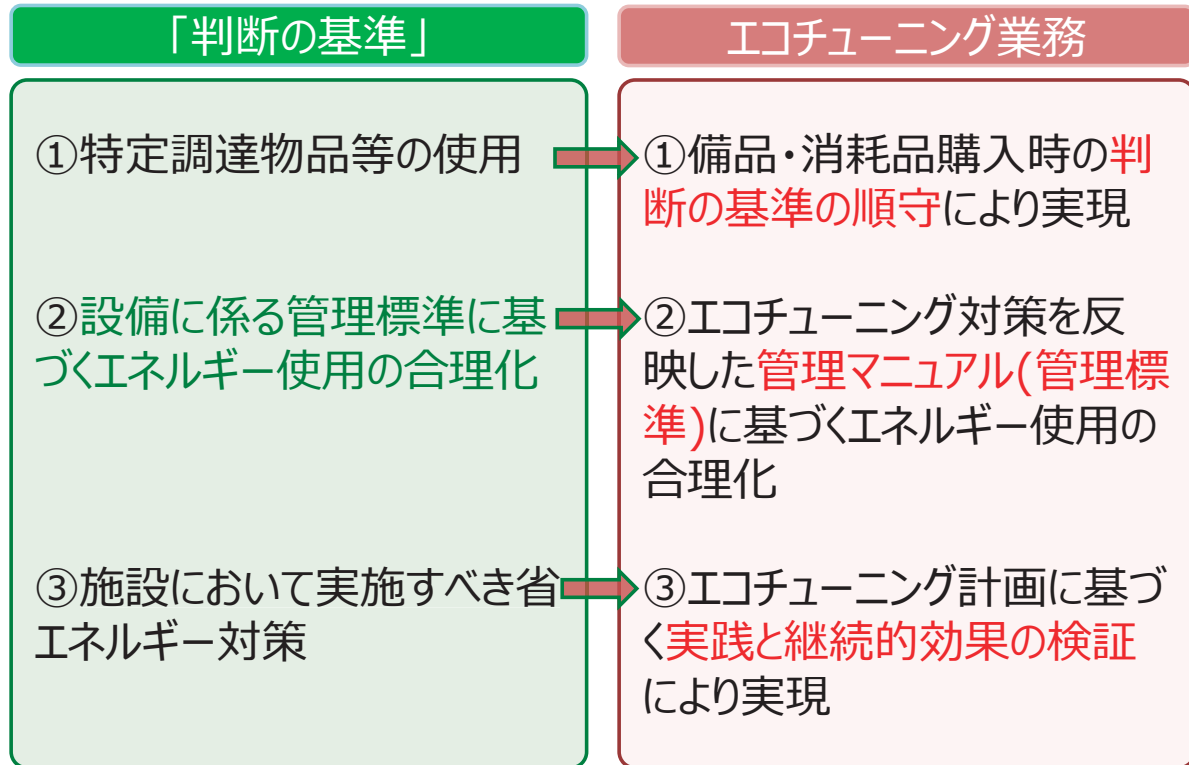 「判断の基準」
①特定調達物品等の使用
②設備に係る管理標準に基
づくエネルギー使用の合理化
③施設において実施すべき省
エネルギー対策
エコチューニング業務
①備品・消耗品購入時の判
断の基準の順守により実現
②エコチューニング対策を反
映した管理マニュアル(管理標
準)に基づくエネルギー使用の
合理化
③エコチューニング計画に基づ
く実践と継続的効果の検証
により実現